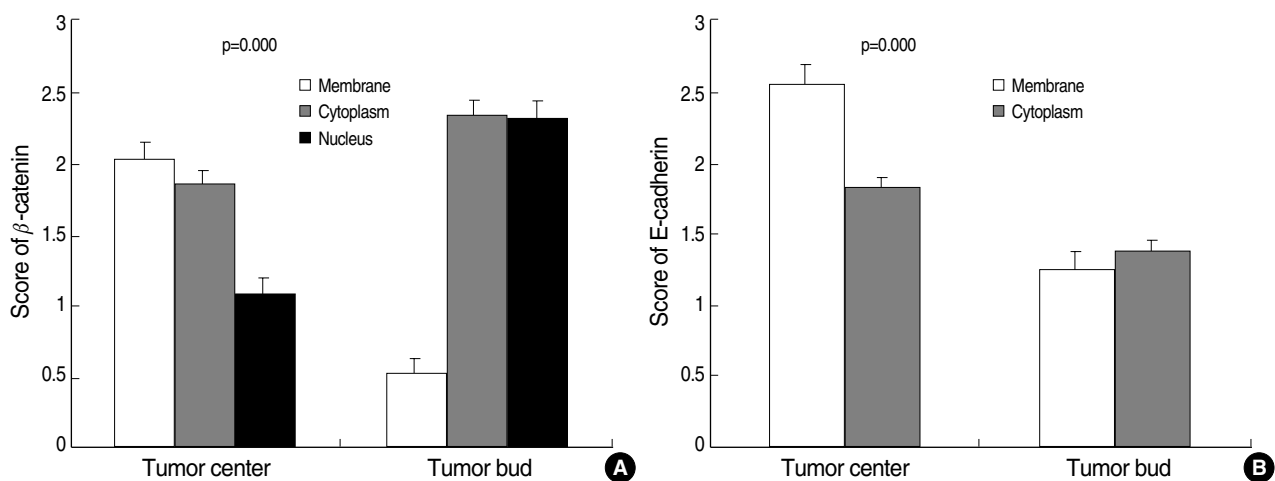 3
2.5
2
1.5
1
0.5
0
Score of β-catenin
p=0.000
Membrane
Cytoplasm
Nucleus
Tumor center
Tumor bud
A
3
2.5
2
1.5
1
0.5
0
Score of E-cadherin
p=0.000
Membrane
Cytoplasm
Tumor center
Tumor bud
B